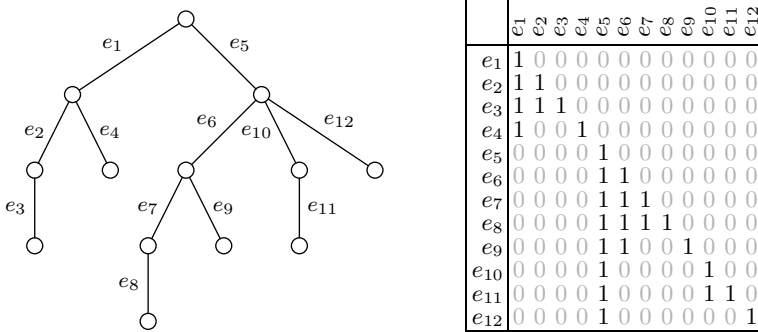 e1
e5
e2
e4
e6
e10
e12
e3
e7
e9
e11
e8
e1 e2 e3 e4 e5 e6 e7 e8 e9 e10 e11 e12
e1 1 0 0 0 0 0 0 0 0 0 0 0
e2 1 1 0 0 0 0 0 0 0 0 0 0
e3 1 1 1 0 0 0 0 0 0 0 0 0
e4 1 0 0 1 0 0 0 0 0 0 0 0
e5 0 0 0 0 1 0 0 0 0 0 0 0
e6 0 0 0 0 1 1 0 0 0 0 0 0
e7 0 0 0 0 1 1 1 0 0 0 0 0
e8 0 0 0 0 1 1 1 1 0 0 0 0
e9 0 0 0 0 1 1 0 0 1 0 0 0
e10 0 0 0 0 1 0 0 0 0 1 0 0
e11 0 0 0 0 1 0 0 0 0 1 1 0
e12 0 0 0 0 1 0 0 0 0 0 0 1